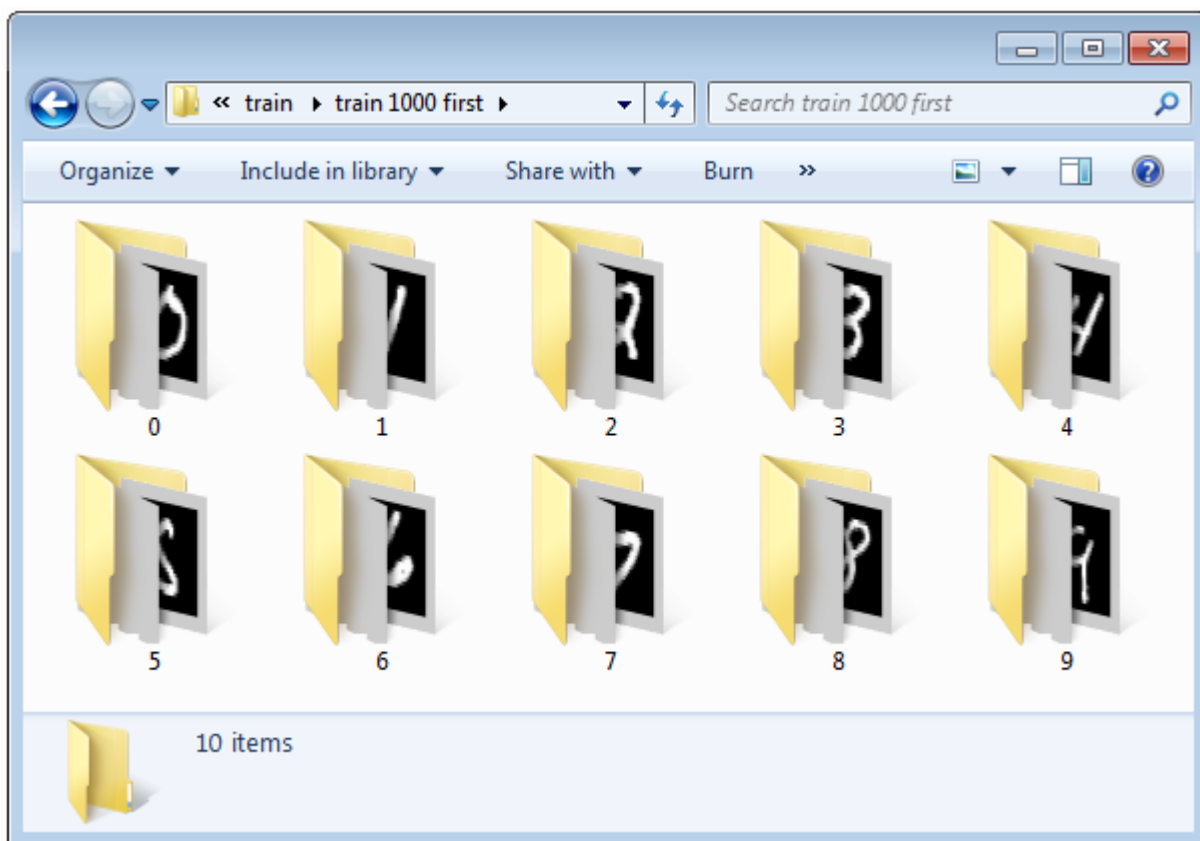 « train ▸ train 1000 first ▸ Search train 1000 first
Organize Include in library Share with Burn »
0 1 2 3 4
5 6 7 8 9
10 items